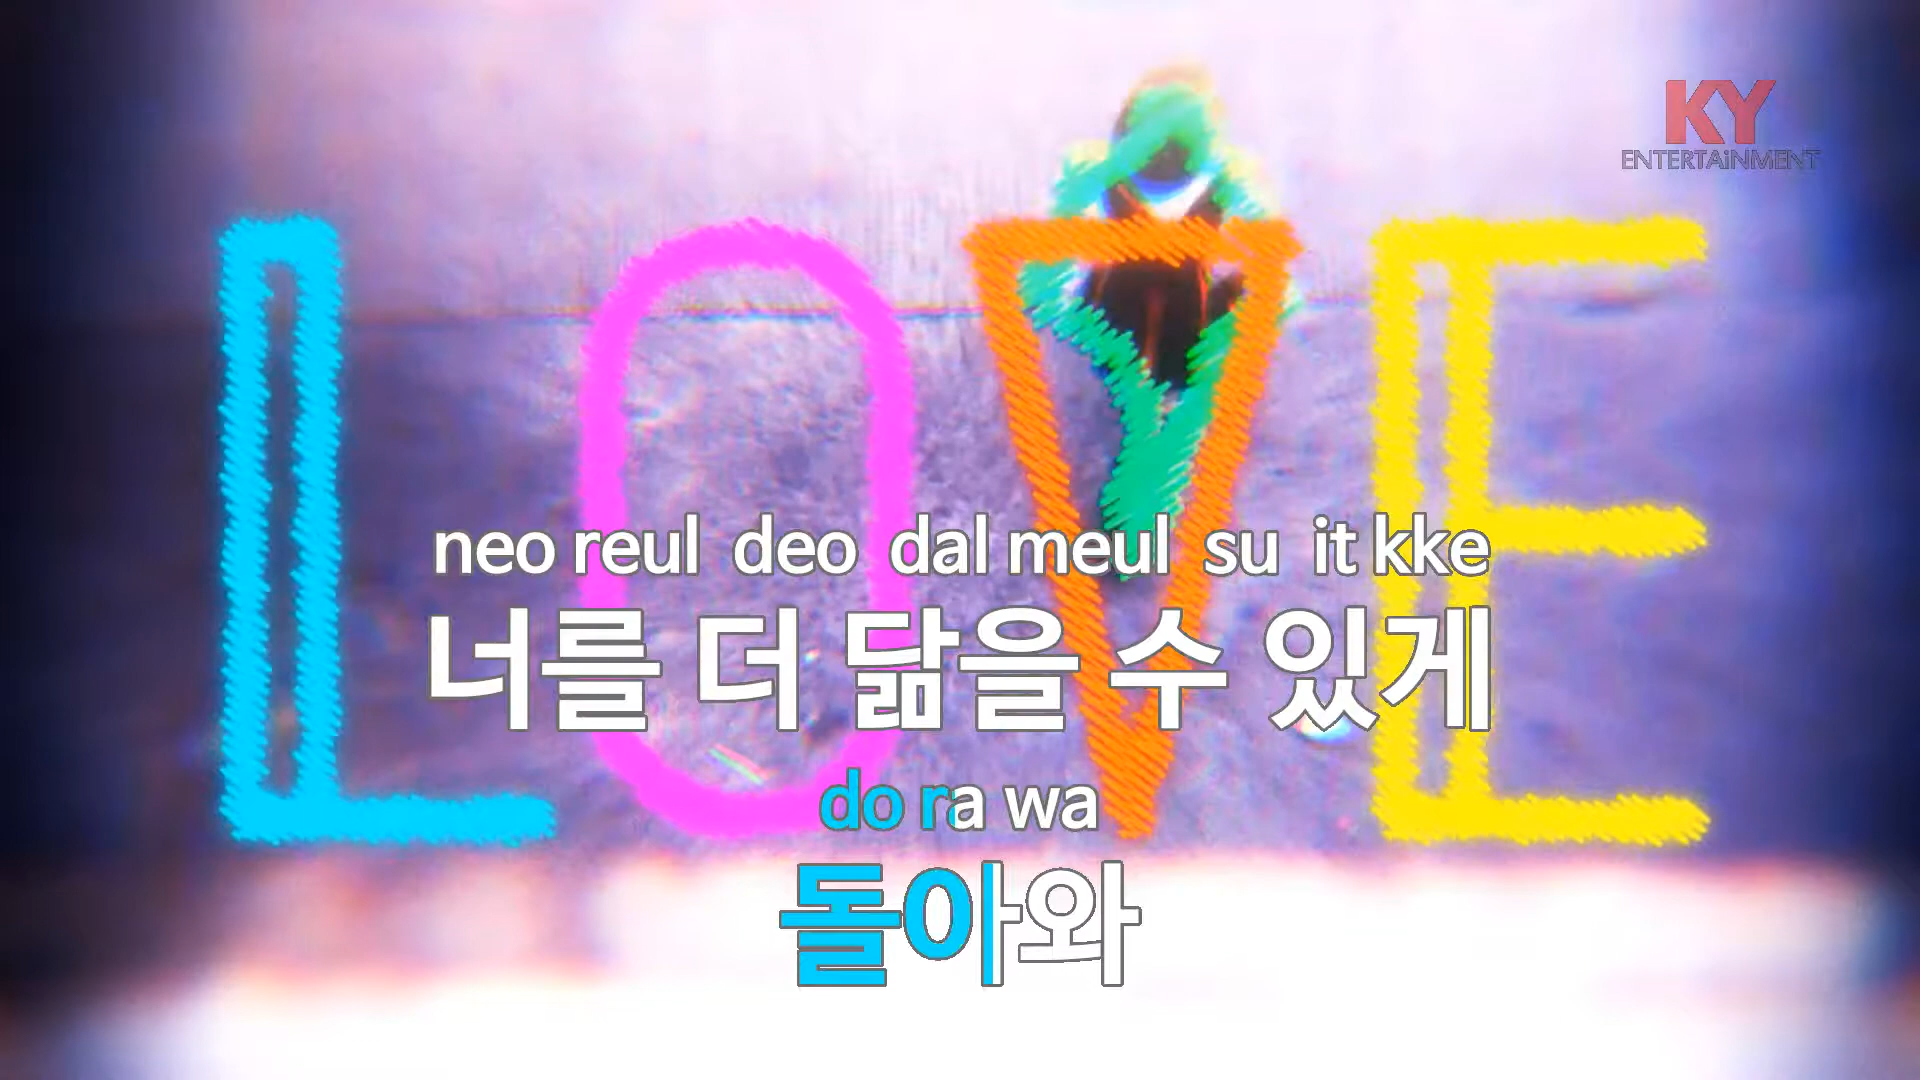 KY
ENTERTAiNMENT
LOVE
neo reul deo dal meul su it kke
너를 더 닮을 수 있게
do ra wa
돌아와